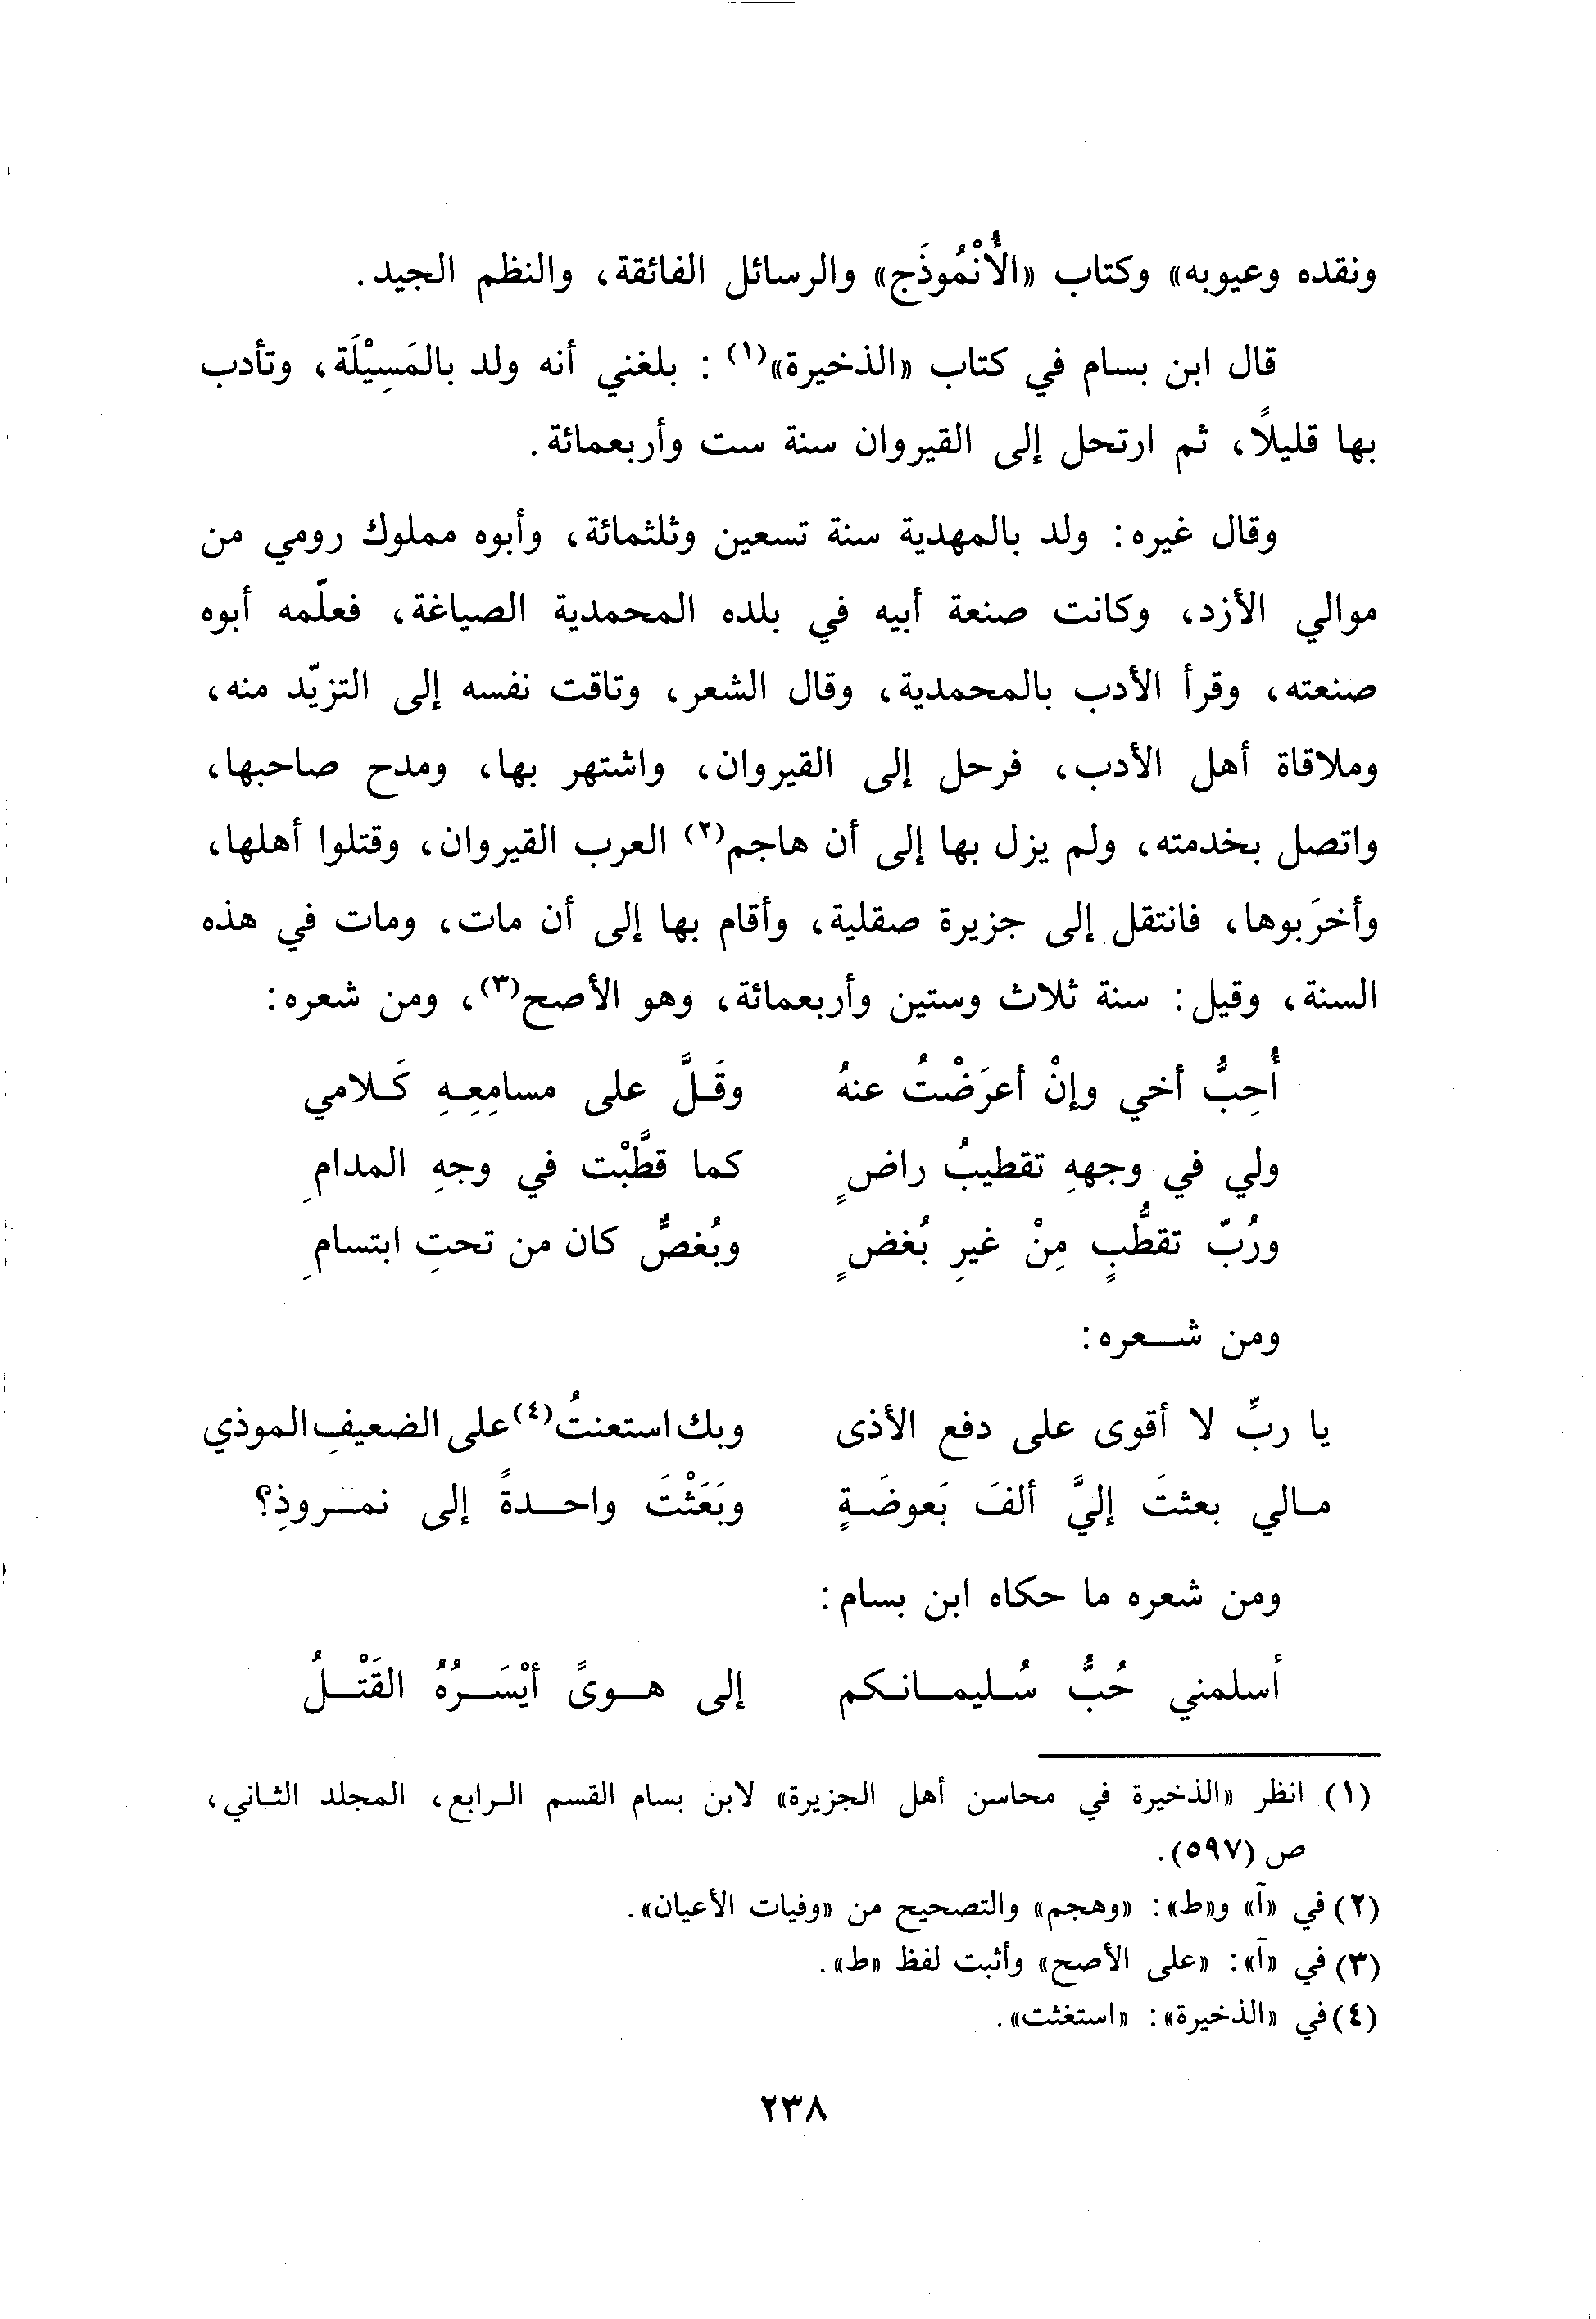 ونقده وعيوبه» وكتاب «الأُنْمُوذَج» والرسائل الفائقة، والنظم الجيد.
قال ابن بسام في كتاب «الذخيرة»(١) : بلغني أنه ولد بالمَسِيْلَة، وتأدب
بها قليلاً، ثم ارتحل إلى القيروان سنة ست وأربعمائة.
وقال غيره: ولد بالمهدية سنة تسعين وثلثمائة، وأبوه مملوك رومي من
موالي الأزد، وكانت صنعة أبيه في بلده المحمدية الصياغة، فعلّمه أبوه
صنعته، وقرأ الأدب بالمحمدية، وقال الشعر، وتاقت نفسه إلى التزيّد منه،
وملاقاة أهل الأدب، فرحل إلى القيروان، واشتهر بها، ومدح صاحبها،
واتصل بخدمته، ولم يزل بها إلى أن هاجم(٢) العرب القيروان، وقتلوا أهلها،
وأخرَبوها، فانتقل إلى جزيرة صقلية، وأقام بها إلى أن مات، ومات في هذه
السنة، وقيل: سنة ثلاث وستين وأربعمائة، وهو الأصح(٣)، ومن شعره:
أُحِبُّ أخي وإنْ أعرَضْتُ عنهُ وقَلَّ على مسامِعِهِ كَلامي
ولي في وجههِ تقطيبُ راضٍ كما قطَّبْت في وجهِ المدامِ
ورُبّ تقطُّبٍ مِنْ غيرِ بُغضٍ وبُغصٌّ كان من تحتِ ابتسامِ
ومن شعره:
يا ربِّ لا أقوى على دفع الأذى وبك استعنتُ(٤) على الضعيفِ الموذي
مالي بعثتَ إليَّ ألفَ بَعوضَةٍ وبَعَثْتَ واحدةً إلى نمروذِ؟
ومن شعره ما حكاه ابن بسام:
أسلمني حُبُّ سُليمانكم إلى هوىً أيْسَرُهُ القَتْلُ
(١) انظر «الذخيرة في محاسن أهل الجزيرة» لابن بسام القسم الرابع، المجلد الثاني،
ص (٥٩٧).
(٢) في «آ» و«ط»: «وهجم» والتصحيح من «وفيات الأعيان».
(٣) في «آ»: «على الأصح» وأثبت لفظ «ط».
(٤) في «الذخيرة»: «استغثت».
٢٣٨